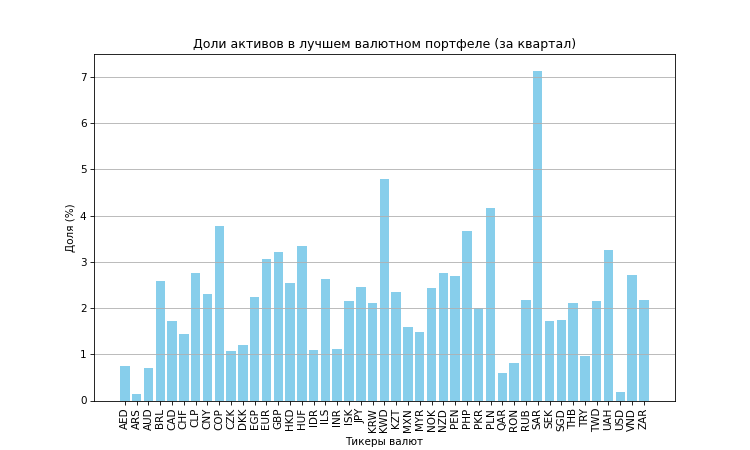 Доли активов в лучшем валютном портфеле (за квартал)
Доля (%)
7
6
5
4
3
2
1
0
AED ARS AUD BRL CAD CHF CLP CNY COP CZK DKK EGP EUR GBP HKD HUF IDR ILS INR ISK JPY KRW KWD KZT MXN MYR NOK NZD PEN PHP PKR PLN QAR RON RUB SAR SEK SGD THB TRY TWD UAH USD VND ZAR
Тикеры валют